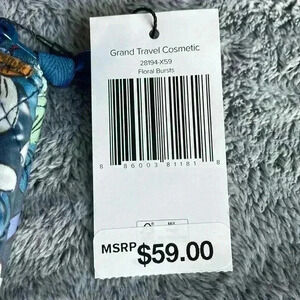 Grand Travel Cosmetic
28194-X59
Floral Bursts
8 86003 81181 8
MSRP $59.00